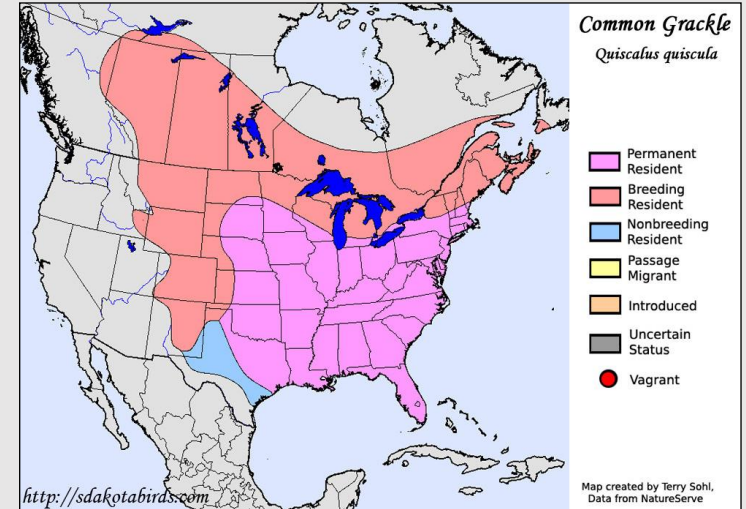 Common Grackle
Quiscalus quiscula
Permanent
Resident
Breeding
Resident
Nonbreeding
Resident
Passage
Migrant
Introduced
Uncertain
Status
Vagrant
Map created by Terry Sohl,
Data from NatureServe
http://sdakotabirds.com